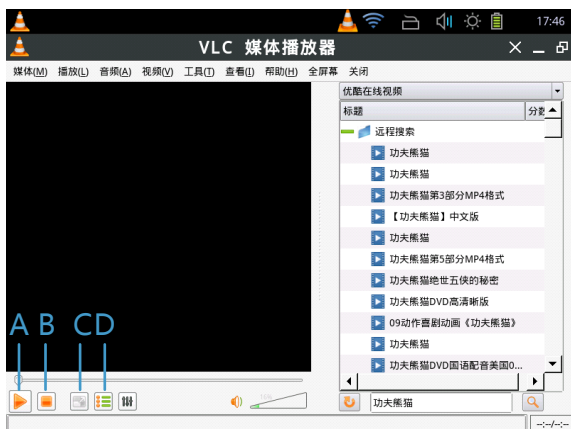 17:46
VLC 媒体播放器
媒体(M) 播放(L) 音频(A) 视频(V) 工具(T) 查看(I) 帮助(H) 全屏幕 关闭
优酷在线视频
标题 分数
远程搜索
功夫熊猫
功夫熊猫
功夫熊猫第3部分MP4格式
【功夫熊猫】中文版
功夫熊猫
功夫熊猫第5部分MP4格式
功夫熊猫绝世五侠的秘密
功夫熊猫DVD高清晰版
09动作喜剧动画《功夫熊猫》
功夫熊猫
功夫熊猫DVD国语配音美国0...
A B C D
功夫熊猫
--:--/--:--